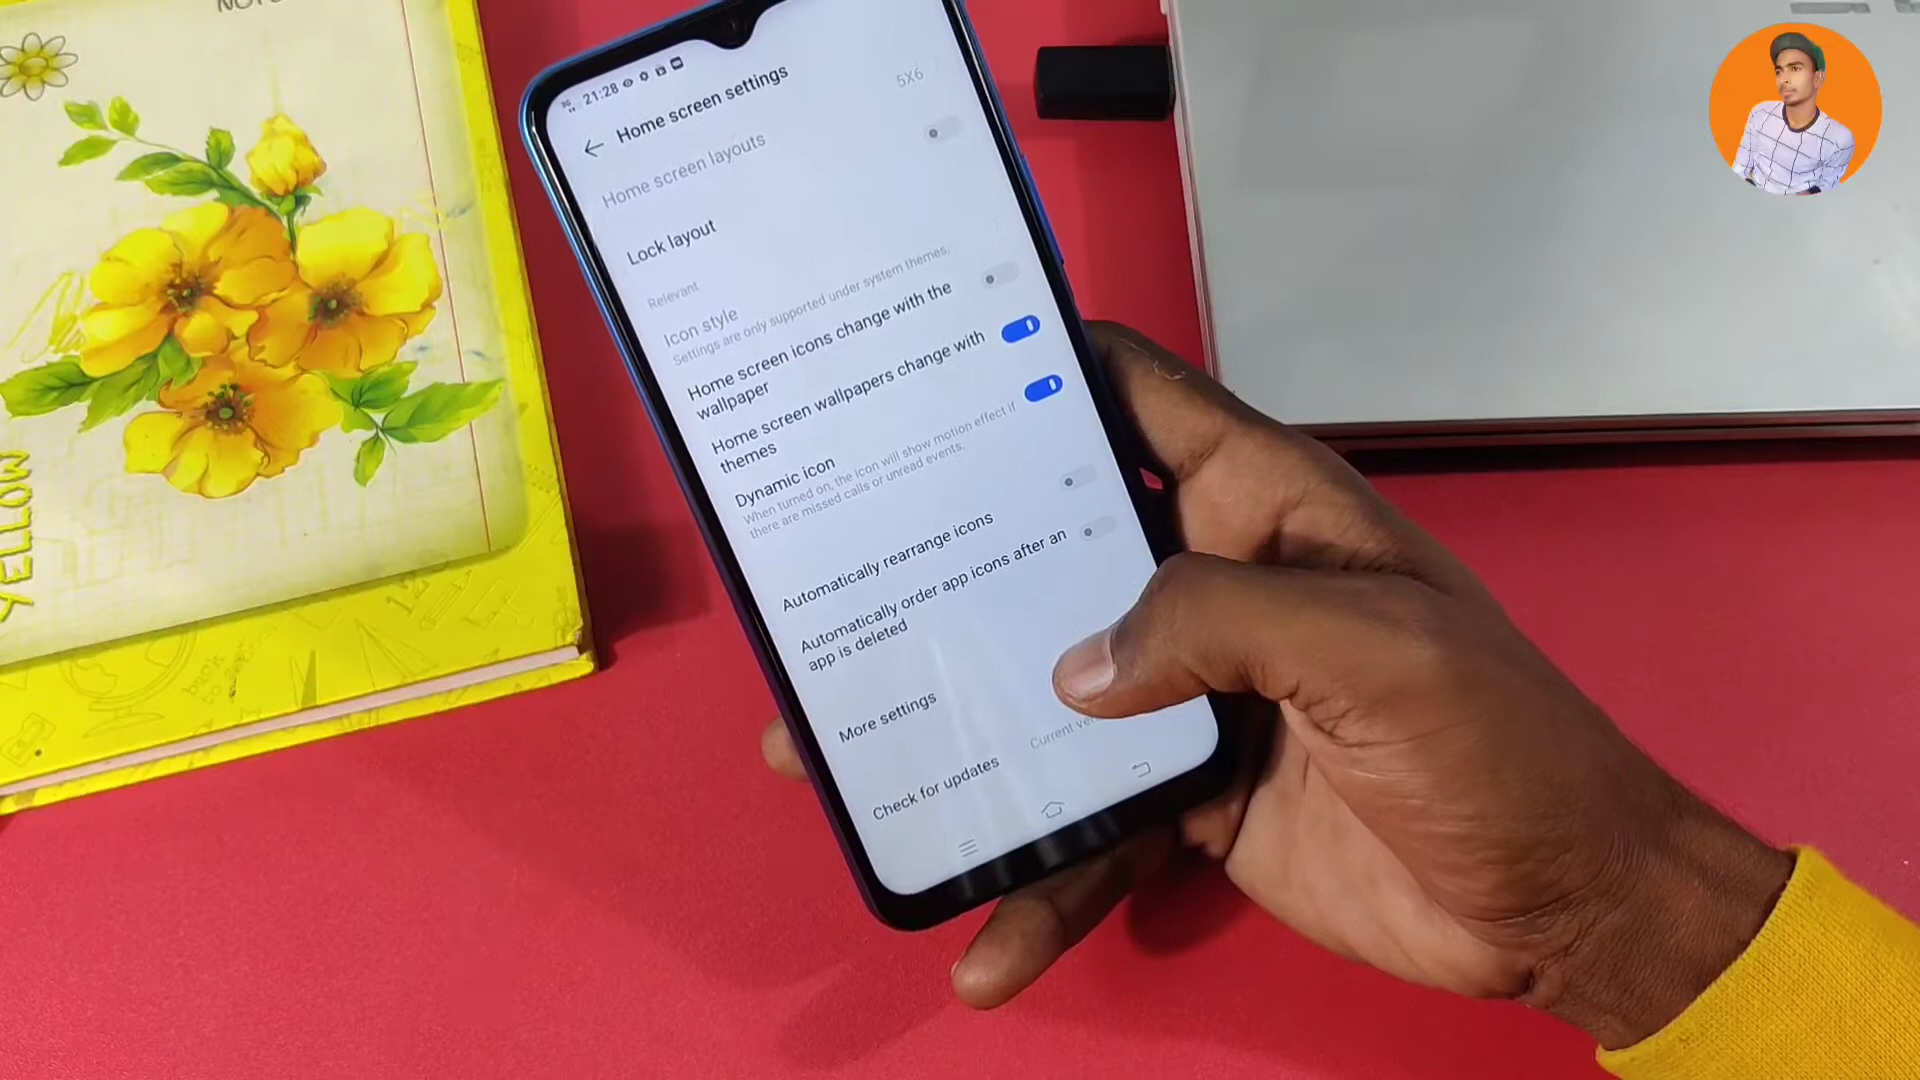 21:28
Home screen settings
Home screen layouts
5X6
Lock layout
Relevant
Icon style
Settings are only supported under system themes.
Home screen icons change with the
wallpaper
Home screen wallpapers change with
themes
Dynamic icon
When turned on, the icon will show motion effect if
there are missed calls or unread events.
Automatically rearrange icons
Automatically order app icons after an
app is deleted
More settings
Check for updates
Current
YELLOW